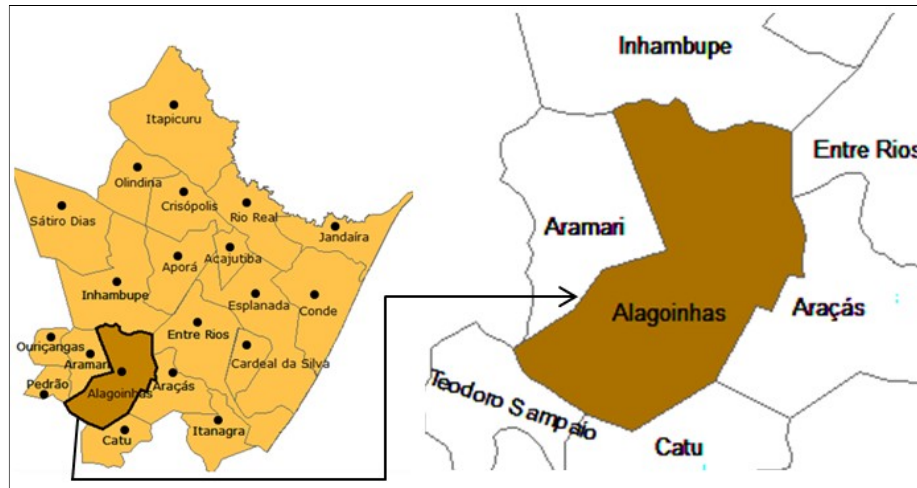 Itapicuru
Olindina
Crisópolis
Rio Real
Sátiro Dias
Jandaíra
Acajutiba
Aporá
Inhambupe
Esplanada
Conde
Entre Rios
Ouriçangas
Aramari
Cardeal da Silva
Pedrão
Alagoinhas
Araçás
Catu
Itanagra
Inhambupe
Entre Rios
Aramari
Alagoinhas
Araçás
Teodoro Sampaio
Catu